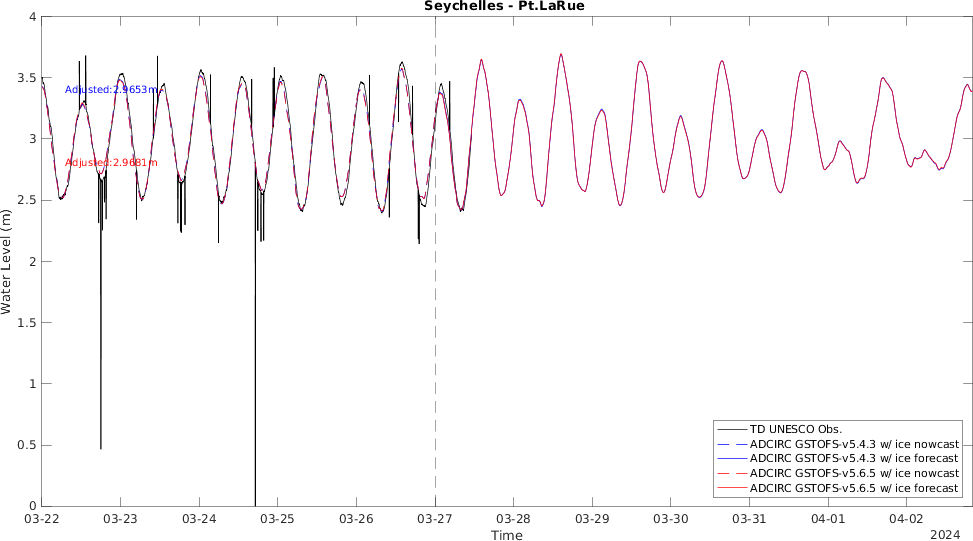 Seychelles - Pt.LaRue
4
3.5
3
2.5
2
1.5
1
0.5
0
Water Level (m)
Adjusted:2.9653m
Adjusted:2.9681m
TD UNESCO Obs.
ADCIRC GSTOFS-v5.4.3 w/ ice nowcast
ADCIRC GSTOFS-v5.4.3 w/ ice forecast
ADCIRC GSTOFS-v5.6.5 w/ ice nowcast
ADCIRC GSTOFS-v5.6.5 w/ ice forecast
03-22 03-23 03-24 03-25 03-26 03-27 03-28 03-29 03-30 03-31 04-01 04-02
Time
2024